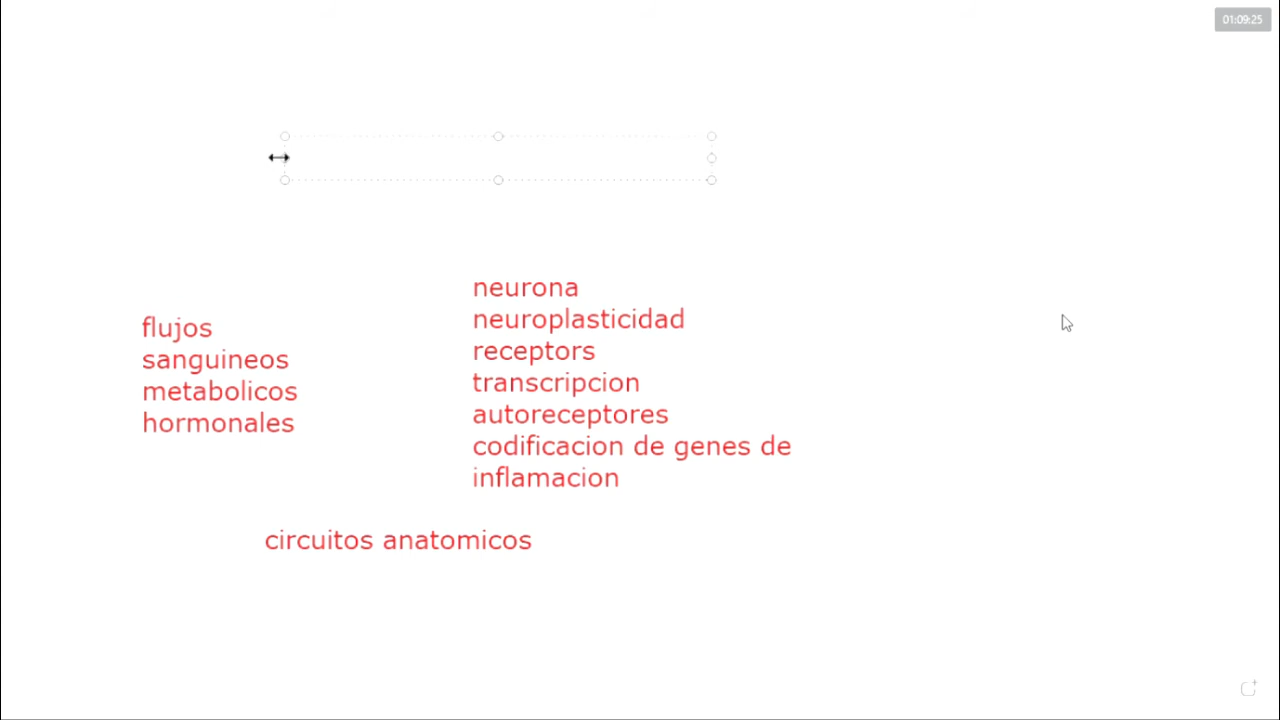 01:09:25
flujos
sanguineos
metabolicos
hormonales
neurona
neuroplasticidad
receptors
transcripcion
autoreceptores
codificacion de genes de
inflamacion
circuitos anatomicos